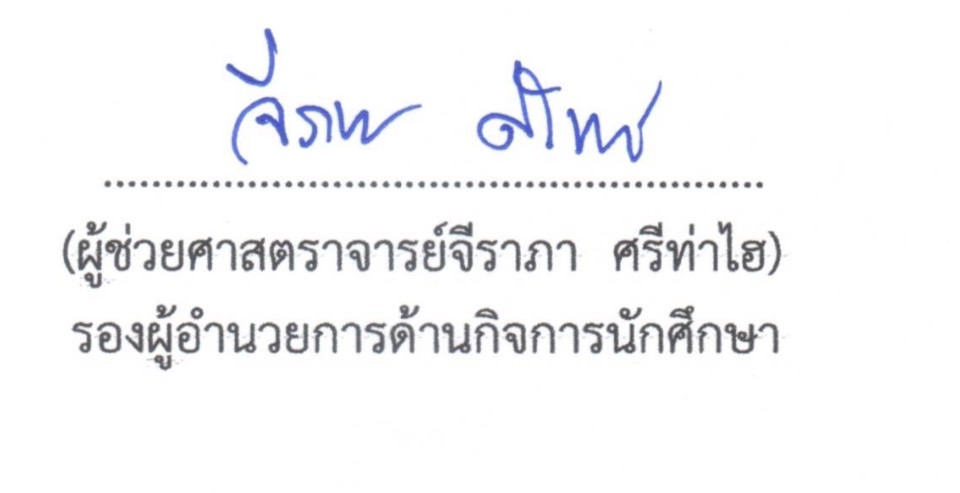 (ผู้ช่วยศาสตราจารย์จีราภา ศรีท่าไฮ)
รองผู้อำนวยการด้านกิจการนักศึกษา